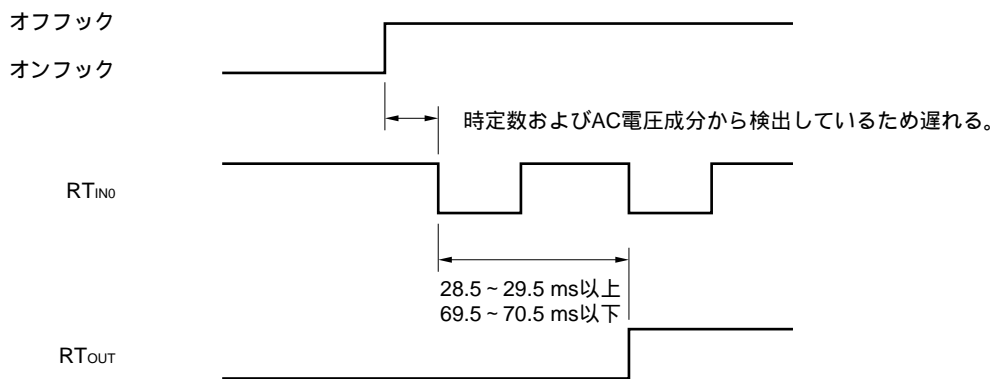 オフフック
オンフック
時定数およびAC電圧成分から検出しているため遅れる。
RTIN0
28.5～29.5 ms以上
69.5～70.5 ms以下
RTOUT